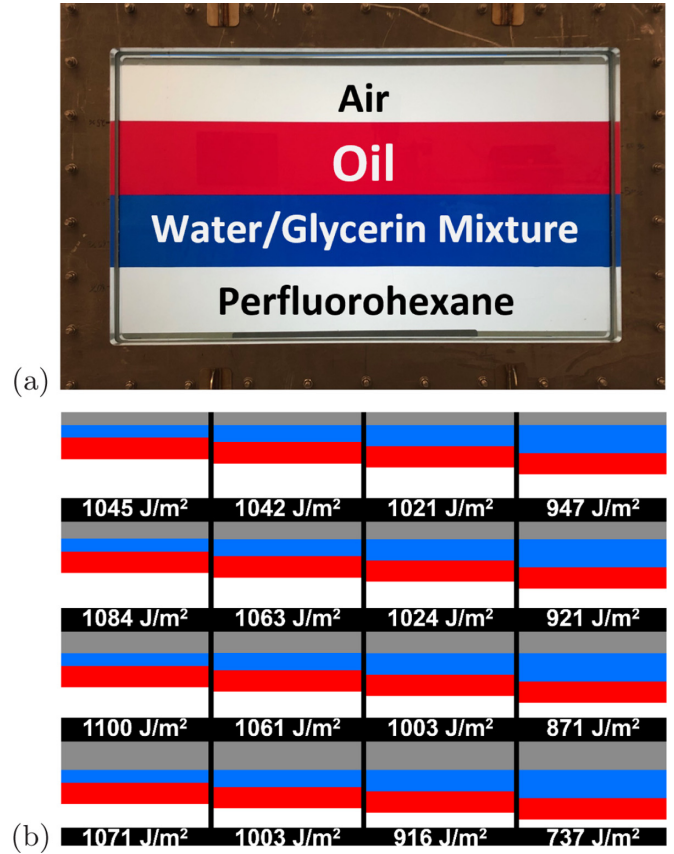 Air
Oil
Water/Glycerin Mixture
Perfluorohexane
(a)
1045 J/m² 1042 J/m² 1021 J/m² 947 J/m²
1084 J/m² 1063 J/m² 1024 J/m² 921 J/m²
1100 J/m² 1061 J/m² 1003 J/m² 871 J/m²
(b)
1071 J/m² 1003 J/m² 916 J/m² 737 J/m²